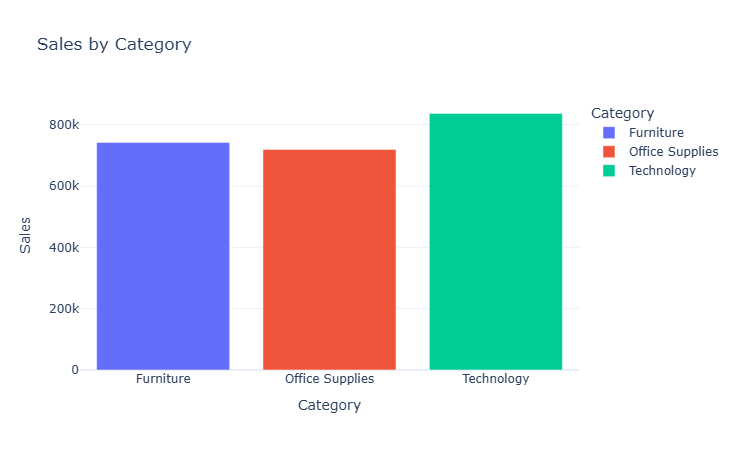 Sales by Category
Category
Furniture
Office Supplies
Technology
800k
600k
400k
200k
0
Sales
Furniture Office Supplies Technology
Category